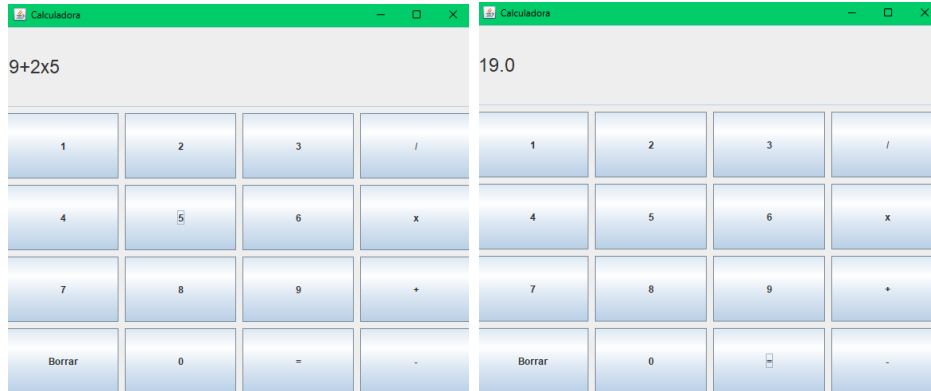 Calculadora
9+2x5
1 2 3 /
4 5 6 x
7 8 9 +
Borrar 0 = -
Calculadora
19.0
1 2 3 /
4 5 6 x
7 8 9 +
Borrar 0 = -